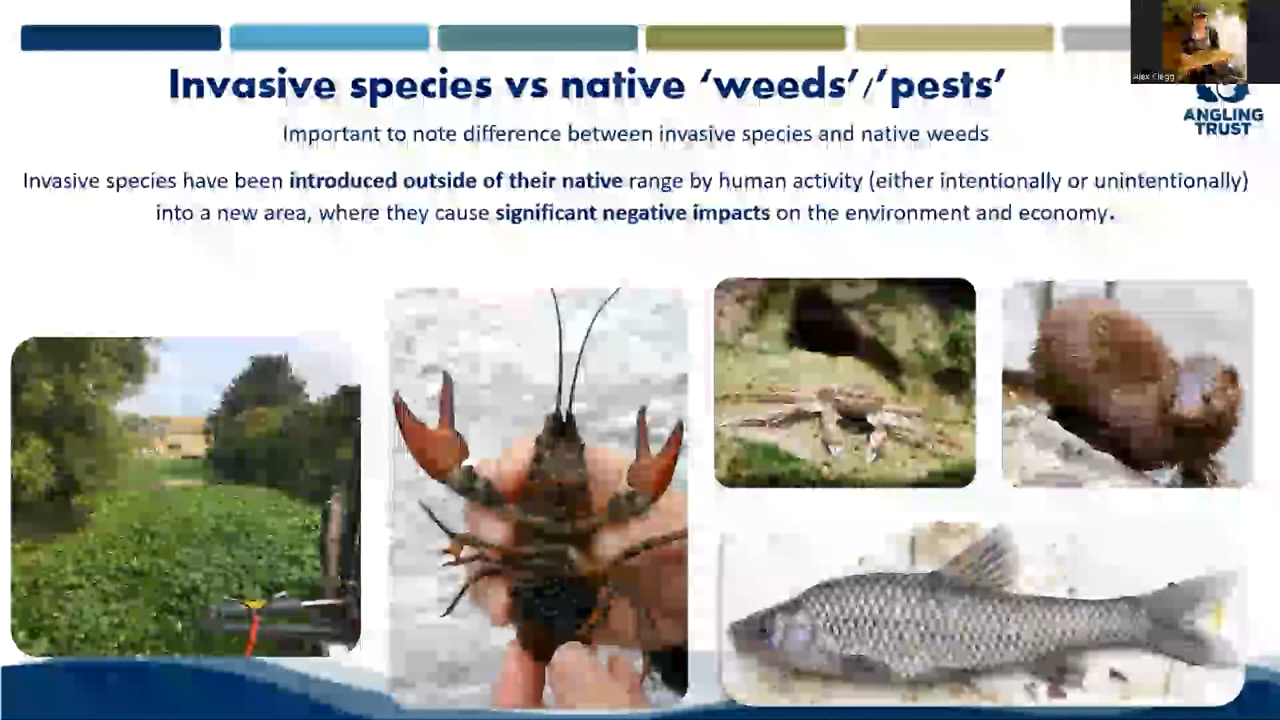 Invasive species vs native ‘weeds’/‘pests’
Alex Clegg
ANGLING
TRUST
Important to note difference between invasive species and native weeds
Invasive species have been introduced outside of their native range by human activity (either intentionally or unintentionally)
into a new area, where they cause significant negative impacts on the environment and economy.